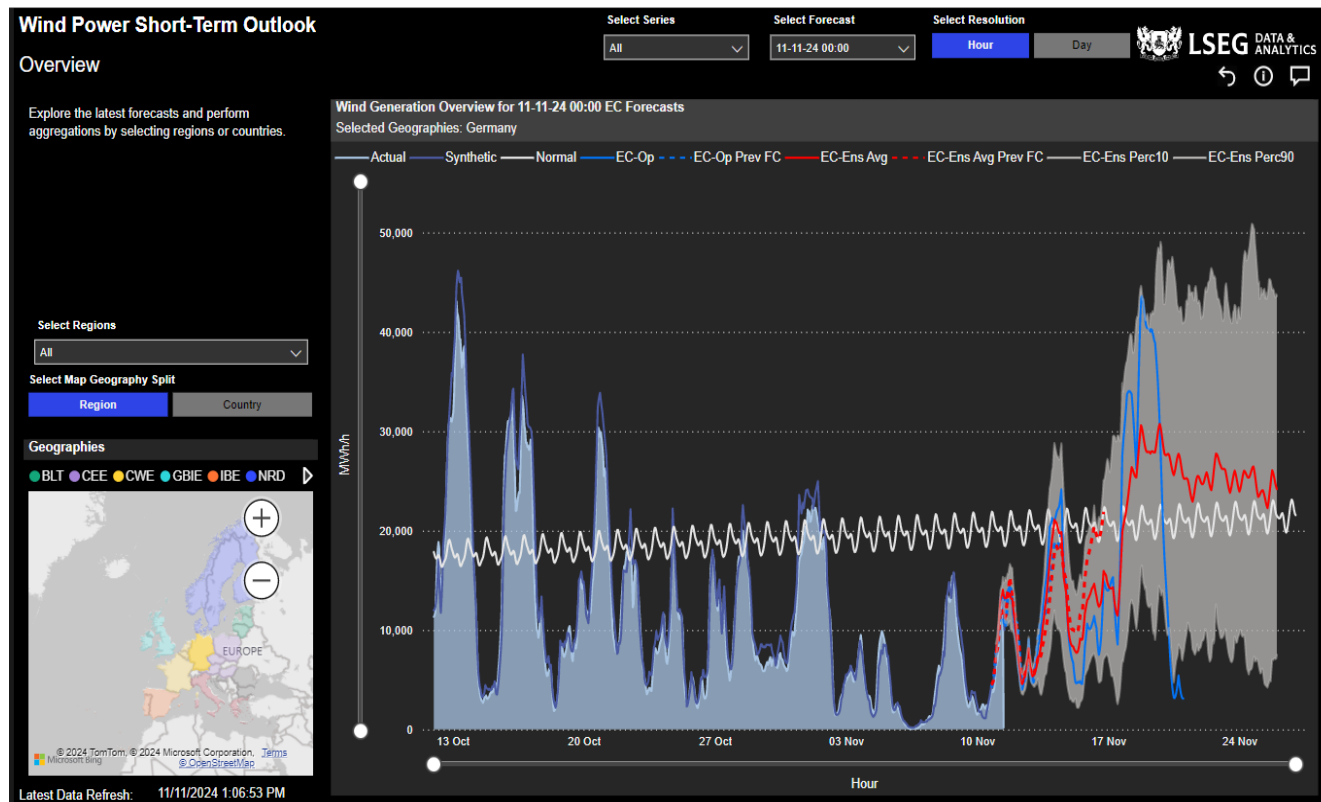 Wind Power Short-Term Outlook
Overview
Select Series
All
Select Forecast
11-11-24 00:00
Select Resolution
Hour
Day
LSEG DATA & ANALYTICS
Explore the latest forecasts and perform
aggregations by selecting regions or countries.
Select Regions
All
Select Map Geography Split
Region
Country
Geographies
BLT CEE CWE GBIE IBE NRD
EUROPE
© 2024 TomTom, © 2024 Microsoft Corporation, Terms
Microsoft Bing
© OpenStreetMap
Latest Data Refresh: 11/11/2024 1:06:53 PM
Wind Generation Overview for 11-11-24 00:00 EC Forecasts
Selected Geographies: Germany
Actual Synthetic Normal EC-Op EC-Op Prev FC EC-Ens Avg EC-Ens Avg Prev FC EC-Ens Perc10 EC-Ens Perc90
MWh/h
50,000
40,000
30,000
20,000
10,000
0
13 Oct 20 Oct 27 Oct 03 Nov 10 Nov 17 Nov 24 Nov
Hour